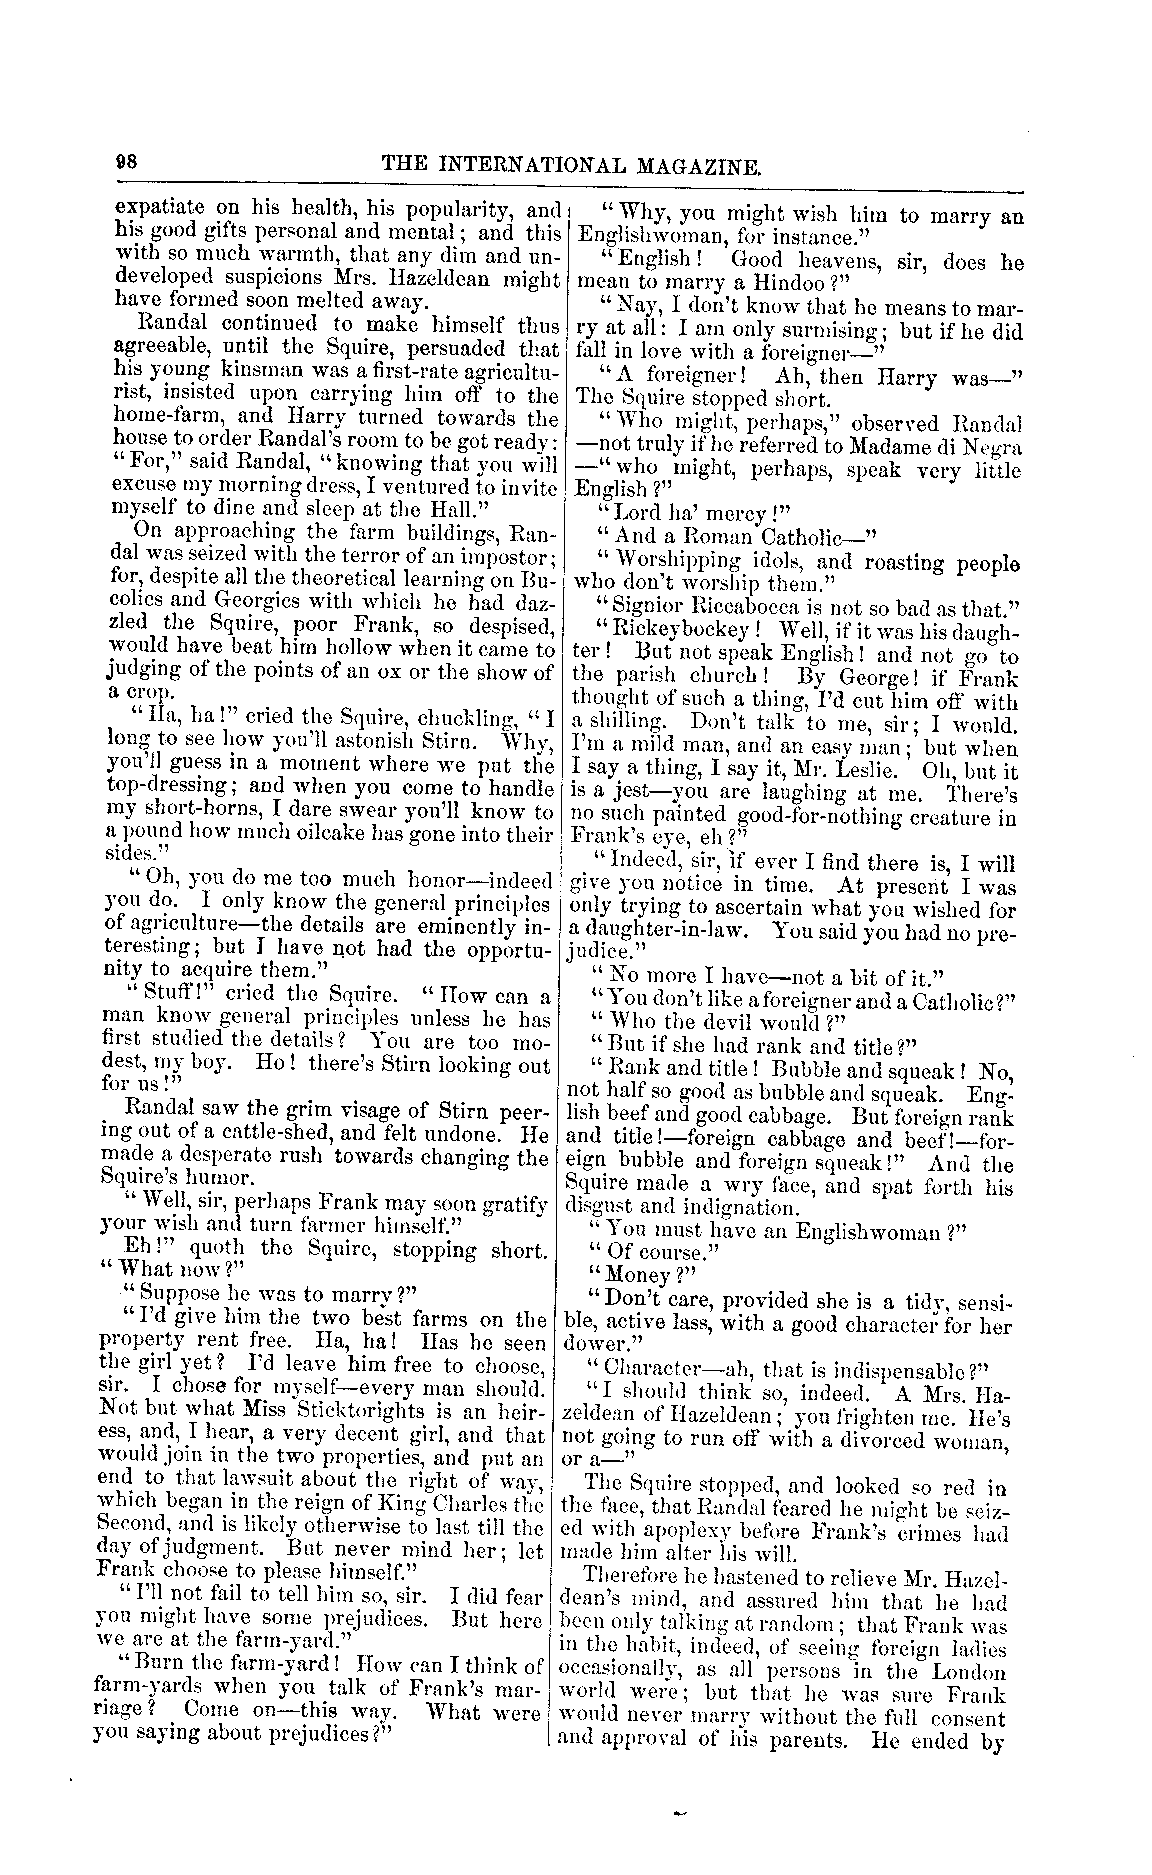 98
THE INTERNATIONAL MAGAZINE.
expatiate on his health, his popularity, and
his good gifts personal and mental; and this
with so much warmth, that any dim and un-
developed suspicions Mrs. Hazeldean might
have formed soon melted away.
Randal continued to make himself thus
agreeable, until the Squire, persuaded that
his young kinsman was a first-rate agricultu-
rist, insisted upon carrying him off to the
home-farm, and Harry turned towards the
house to order Randal's room to be got ready:
"For," said Randal, "knowing that you will
excuse my morning dress, I ventured to invite
myself to dine and sleep at the Hall."
On approaching the farm buildings, Ran-
dal was seized with the terror of an impostor;
for, despite all the theoretical learning on Bu-
colics and Georgics with which he had daz-
zled the Squire, poor Frank, so despised,
would have beat him hollow when it came to
judging of the points of an ox or the show of
a crop.
"Ha, ha!" cried the Squire, chuckling, "I
long to see how you'll astonish Stirn. Why,
you'll guess in a moment where we put the
top-dressing; and when you come to handle
my short-horns, I dare swear you'll know to
a pound how much oilcake has gone into their
sides."
"Oh, you do me too much honor—indeed
you do. I only know the general principles
of agriculture—the details are eminently in-
teresting; but I have not had the opportu-
nity to acquire them."
"Stuff!" cried the Squire. "How can a
man know general principles unless he has
first studied the details? You are too mo-
dest, my boy. Ho! there's Stirn looking out
for us!"
Randal saw the grim visage of Stirn peer-
ing out of a cattle-shed, and felt undone. He
made a desperate rush towards changing the
Squire's humor.
"Well, sir, perhaps Frank may soon gratify
your wish and turn farmer himself."
Eh!" quoth the Squire, stopping short.
"What now?"
"Suppose he was to marry?"
"I'd give him the two best farms on the
property rent free. Ha, ha! Has he seen
the girl yet? I'd leave him free to choose,
sir. I chose for myself—every man should.
Not but what Miss Sticktorights is an heir-
ess, and, I hear, a very decent girl, and that
would join in the two properties, and put an
end to that lawsuit about the right of way,
which began in the reign of King Charles the
Second, and is likely otherwise to last till the
day of judgment. But never mind her; let
Frank choose to please himself."
"I'll not fail to tell him so, sir. I did fear
you might have some prejudices. But here
we are at the farm-yard."
"Burn the farm-yard! How can I think of
farm-yards when you talk of Frank's mar-
riage? Come on—this way. What were
you saying about prejudices?"
"Why, you might wish him to marry an
Englishwoman, for instance."
"English! Good heavens, sir, does he
mean to marry a Hindoo?"
"Nay, I don't know that he means to mar-
ry at all: I am only surmising; but if he did
fall in love with a foreigner—"
"A foreigner! Ah, then Harry was—"
The Squire stopped short.
"Who might, perhaps," observed Randal
—not truly if he referred to Madame di Negra
—"who might, perhaps, speak very little
English?"
"Lord ha' mercy!"
"And a Roman Catholic—"
"Worshipping idols, and roasting people
who don't worship them."
"Signior Riccabocca is not so bad as that."
"Rickeybockey! Well, if it was his daugh-
ter! But not speak English! and not go to
the parish church! By George! if Frank
thought of such a thing, I'd cut him off with
a shilling. Don't talk to me, sir; I would.
I'm a mild man, and an easy man; but when
I say a thing, I say it, Mr. Leslie. Oh, but it
is a jest—you are laughing at me. There's
no such painted good-for-nothing creature in
Frank's eye, eh?"
"Indeed, sir, if ever I find there is, I will
give you notice in time. At present I was
only trying to ascertain what you wished for
a daughter-in-law. You said you had no pre-
judice."
"No more I have—not a bit of it."
"You don't like a foreigner and a Catholic?"
"Who the devil would?"
"But if she had rank and title?"
"Rank and title! Bubble and squeak! No,
not half so good as bubble and squeak. Eng-
lish beef and good cabbage. But foreign rank
and title!—foreign cabbage and beef!—for-
eign bubble and foreign squeak!" And the
Squire made a wry face, and spat forth his
disgust and indignation.
"You must have an Englishwoman?"
"Of course."
"Money?"
"Don't care, provided she is a tidy, sensi-
ble, active lass, with a good character for her
dower."
"Character—ah, that is indispensable?"
"I should think so, indeed. A Mrs. Ha-
zeldean of Hazeldean; you frighten me. He's
not going to run off with a divorced woman,
or a—"
The Squire stopped, and looked so red in
the face, that Randal feared he might be seiz-
ed with apoplexy before Frank's crimes had
made him alter his will.
Therefore he hastened to relieve Mr. Hazel-
dean's mind, and assured him that he had
been only talking at random; that Frank was
in the habit, indeed, of seeing foreign ladies
occasionally, as all persons in the London
world were; but that he was sure Frank
would never marry without the full consent
and approval of his parents. He ended by